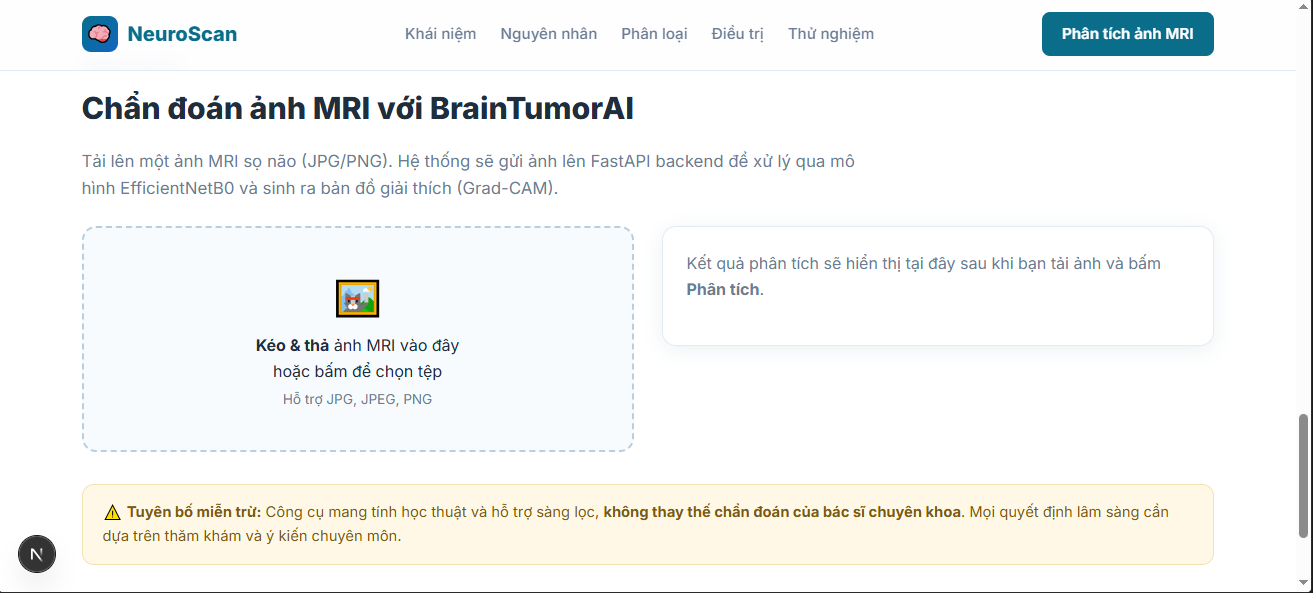 NeuroScan
Khái niệm
Nguyên nhân
Phân loại
Điều trị
Thử nghiệm
Phân tích ảnh MRI
Chẩn đoán ảnh MRI với BrainTumorAI
Tải lên một ảnh MRI sọ não (JPG/PNG). Hệ thống sẽ gửi ảnh lên FastAPI backend để xử lý qua mô
hình EfficientNetB0 và sinh ra bản đồ giải thích (Grad-CAM).
Kéo & thả ảnh MRI vào đây
hoặc bấm để chọn tệp
Hỗ trợ JPG, JPEG, PNG
Kết quả phân tích sẽ hiển thị tại đây sau khi bạn tải ảnh và bấm
Phân tích.
Tuyên bố miễn trừ: Công cụ mang tính học thuật và hỗ trợ sàng lọc, không thay thế chẩn đoán của bác sĩ chuyên khoa. Mọi quyết định lâm sàng cần
dựa trên thăm khám và ý kiến chuyên môn.
N